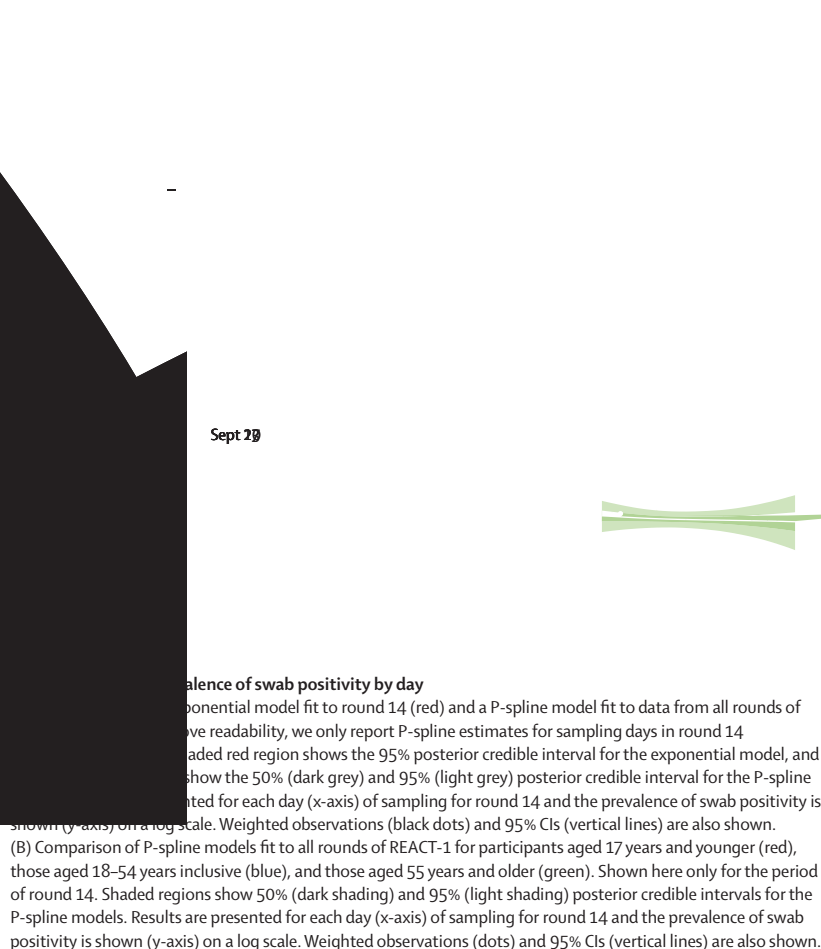 Sept
alence of swab positivity by day
ponential model fit to round 14 (red) and a P-spline model fit to data from all rounds of
ve readability, we only report P-spline estimates for sampling days in round 14
aded red region shows the 95% posterior credible interval for the exponential model, and
show the 50% (dark grey) and 95% (light grey) posterior credible interval for the P-spline
nted for each day (x-axis) of sampling for round 14 and the prevalence of swab positivity is
shown (y-axis) on a log scale. Weighted observations (black dots) and 95% CIs (vertical lines) are also shown.
(B) Comparison of P-spline models fit to all rounds of REACT-1 for participants aged 17 years and younger (red),
those aged 18–54 years inclusive (blue), and those aged 55 years and older (green). Shown here only for the period
of round 14. Shaded regions show 50% (dark shading) and 95% (light shading) posterior credible intervals for the
P-spline models. Results are presented for each day (x-axis) of sampling for round 14 and the prevalence of swab
positivity is shown (y-axis) on a log scale. Weighted observations (dots) and 95% CIs (vertical lines) are also shown.